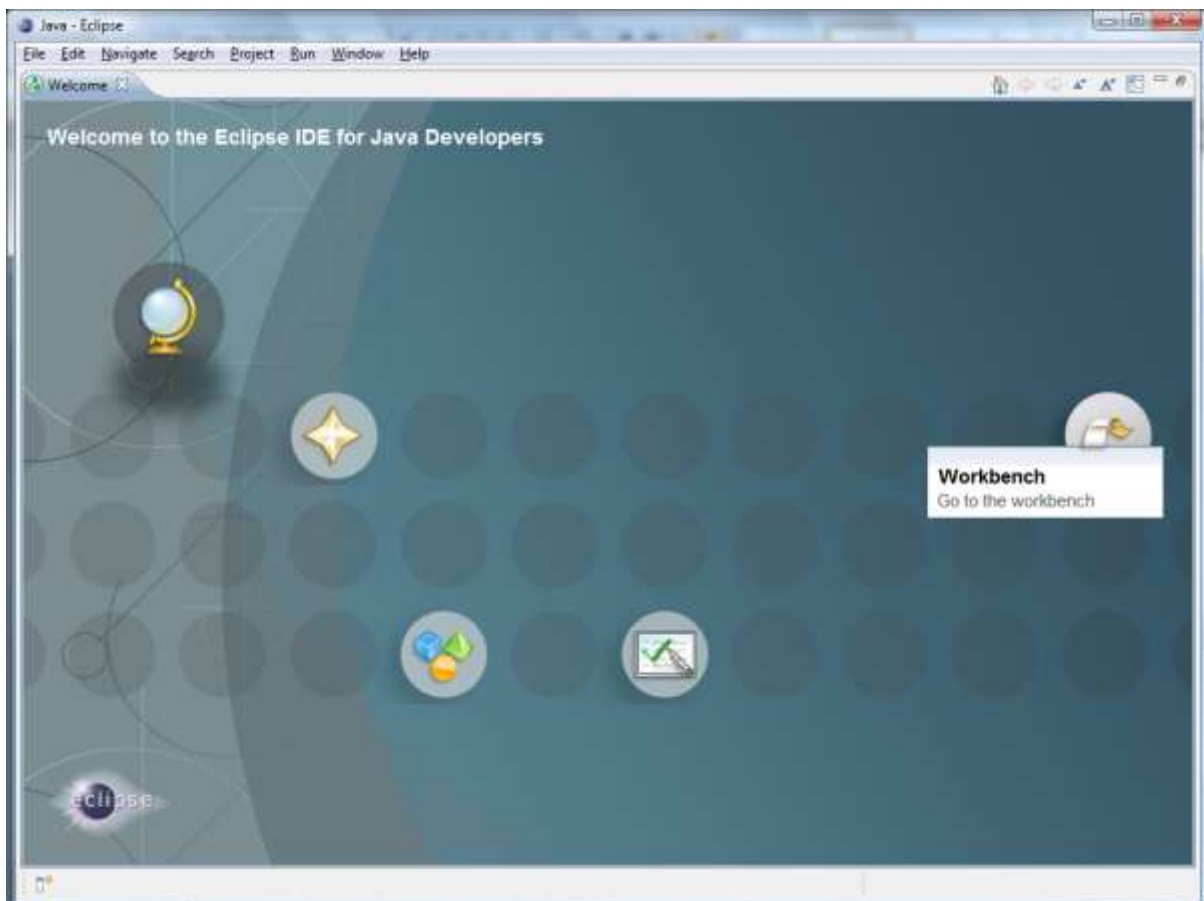 Java - Eclipse
File Edit Navigate Search Project Run Window Help
Welcome
Welcome to the Eclipse IDE for Java Developers
Workbench
Go to the workbench
eclipse